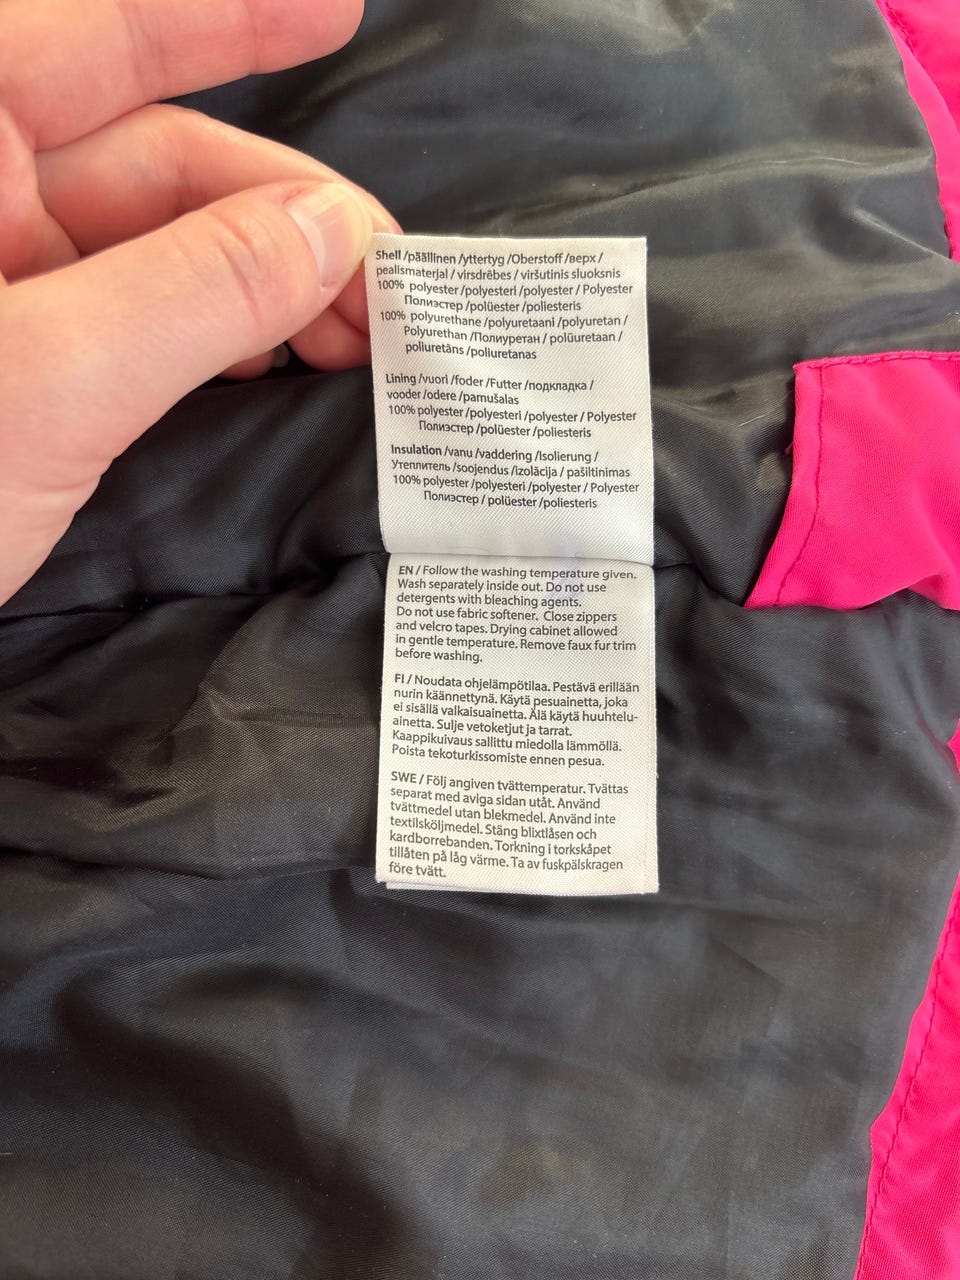 Shell /päällinen /yttertyg /Oberstoff /верх /
pealismaterjal / virsdrēbes / viršutinis sluoksnis
100% polyester /polyesteri /polyester / Polyester
Полиэстер /polüester /poliesteris
100% polyurethane /polyuretaani /polyuretan /
Polyurethan /Полиуретан / polüuretaan /
poliuretāns /poliuretanas
Lining /vuori /foder /Futter /подкладка /
vooder /odere /pamušalas
100% polyester /polyesteri /polyester / Polyester
Полиэстер /polüester /poliesteris
Insulation /vanu /vaddering /Isolierung /
Утеплитель /soojendus /izolācija / pašiltinimas
100% polyester /polyesteri /polyester / Polyester
Полиэстер / polüester /poliesteris
EN / Follow the washing temperature given.
Wash separately inside out. Do not use
detergents with bleaching agents.
Do not use fabric softener. Close zippers
and velcro tapes. Drying cabinet allowed
in gentle temperature. Remove faux fur trim
before washing.
FI / Noudata ohjelämpötilaa. Pestävä erillään
nurin käännettynä. Käytä pesuainetta, joka
ei sisällä valkaisuainetta. Älä käytä huuhtelu-
ainetta. Sulje vetoketjut ja tarrat.
Kaappikuivaus sallittu miedolla lämmöllä.
Poista tekoturkissomiste ennen pesua.
SWE / Följ angiven tvättemperatur. Tvättas
separat med aviga sidan utåt. Använd
tvättmedel utan blekmedel. Använd inte
textilsköljmedel. Stäng blixtlåsen och
kardborrebanden. Torkning i torkskåpet
tillåten på låg värme. Ta av fuskpälskragen
före tvätt.